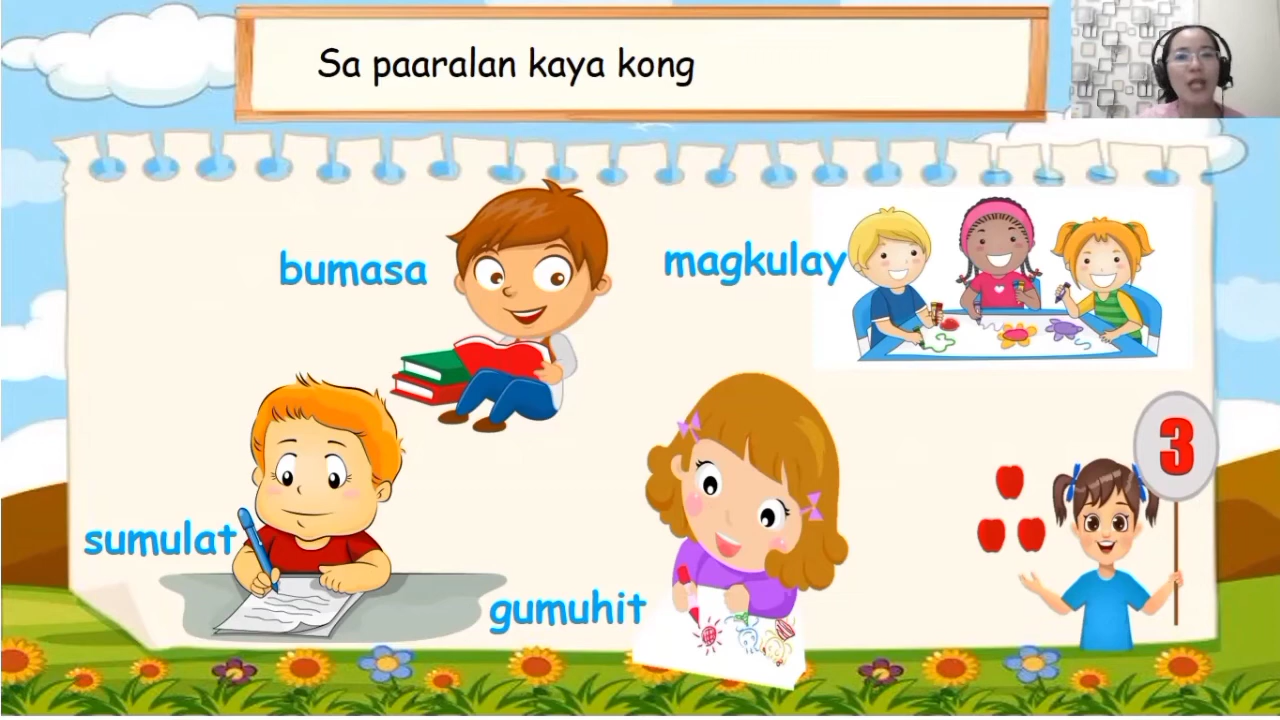 Sa paaralan kaya kong
bumasa
magkulay
3
sumulat
gumuhit